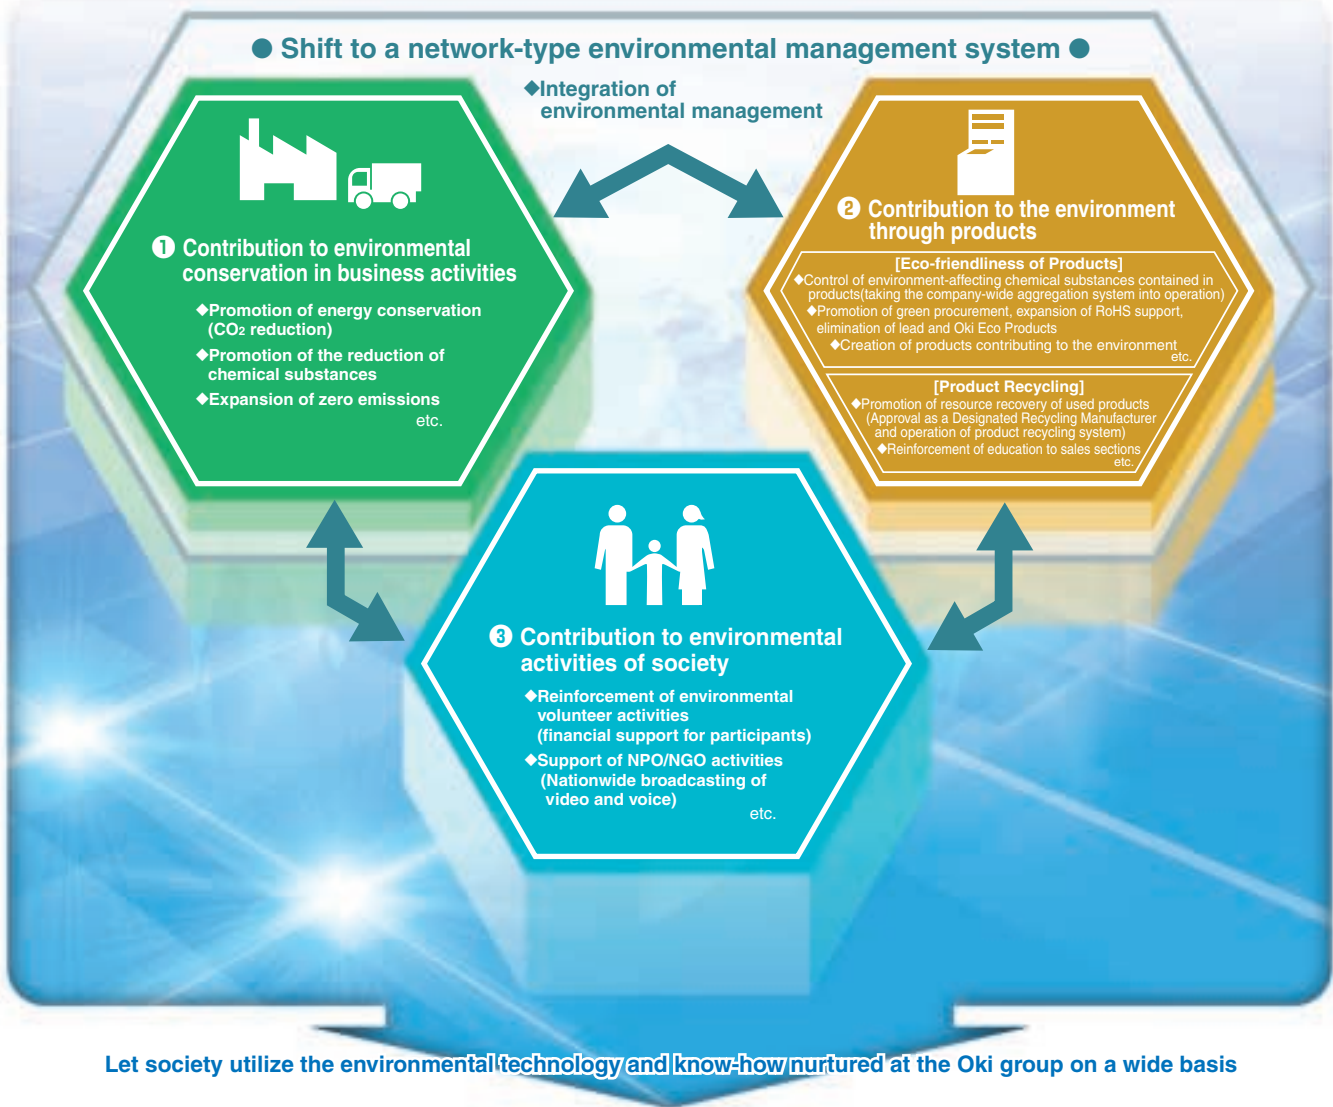 ● Shift to a network-type environmental management system ●
◆Integration of
environmental management
❶ Contribution to environmental
conservation in business activities
◆Promotion of energy conservation
(CO2 reduction)
◆Promotion of the reduction of
chemical substances
◆Expansion of zero emissions
etc.
❷ Contribution to the environment
through products
[Eco-friendliness of Products]
◆Control of environment-affecting chemical substances contained in
products(taking the company-wide aggregation system into operation)
◆Promotion of green procurement, expansion of RoHS support,
elimination of lead and Oki Eco Products
◆Creation of products contributing to the environment
etc.
[Product Recycling]
◆Promotion of resource recovery of used products
(Approval as a Designated Recycling Manufacturer
and operation of product recycling system)
◆Reinforcement of education to sales sections
etc.
❸ Contribution to environmental
activities of society
◆Reinforcement of environmental
volunteer activities
(financial support for participants)
◆Support of NPO/NGO activities
(Nationwide broadcasting of
video and voice)
etc.
Let society utilize the environmental technology and know-how nurtured at the Oki group on a wide basis